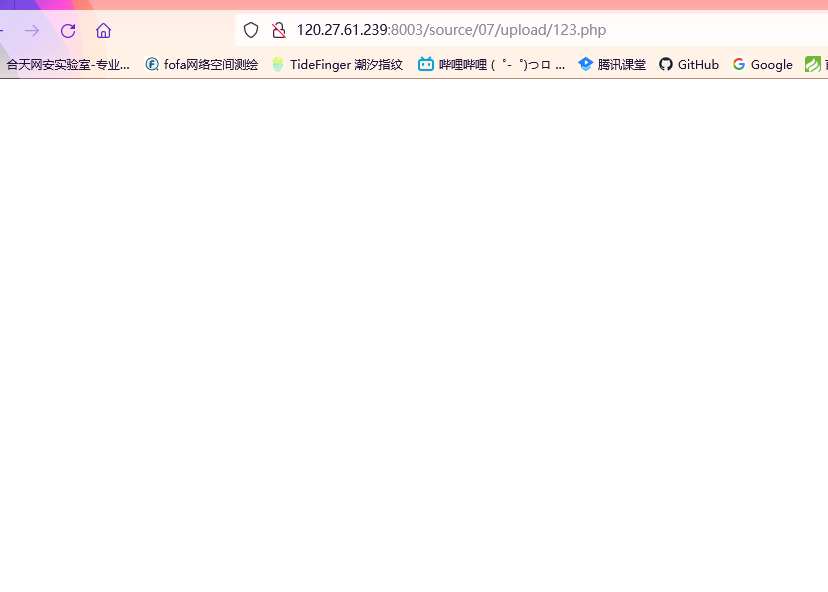 120.27.61.239:8003/source/07/upload/123.php
合天网安实验室-专业... fofa网络空间测绘 TideFinger 潮汐指纹 哔哩哔哩 ( ゜- ゜)つロ ... 腾讯课堂 GitHub Google